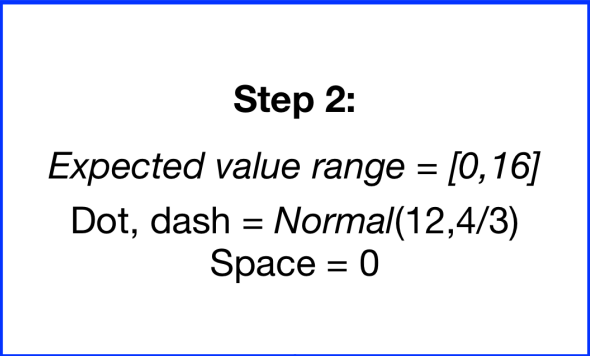 Step 2:
Expected value range = [0,16]
Dot, dash = Normal(12,4/3)
Space = 0